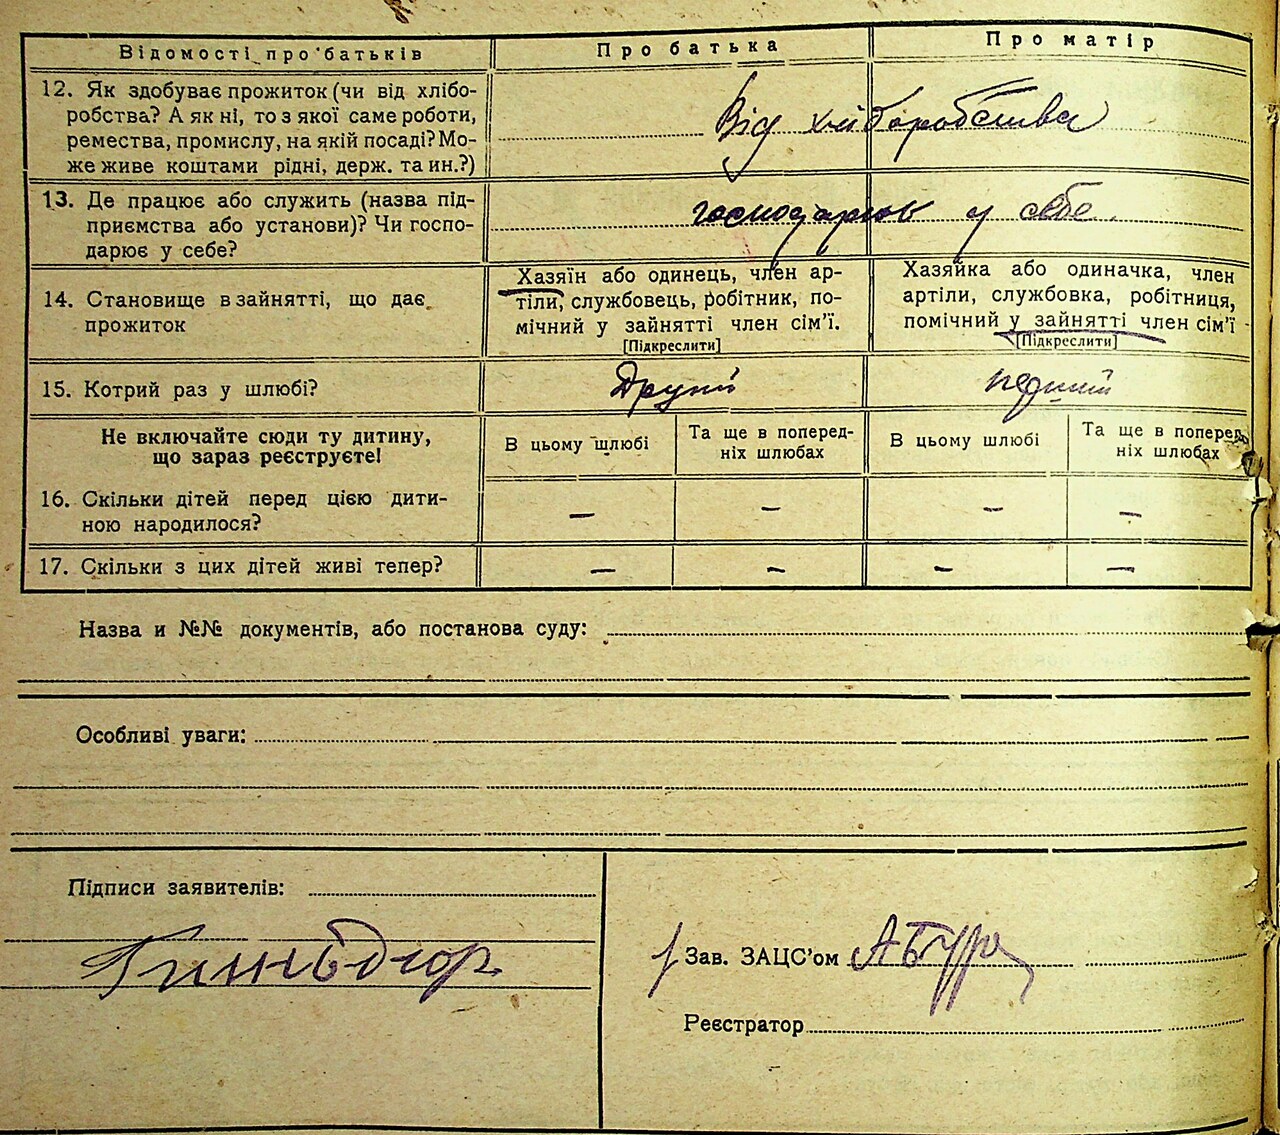 Відомості про батьків Про батька Про матір
12. Як здобуває прожиток (чи від хлібо-
робства? А як ні, то з якої саме роботи,
ремества, промислу, на якій посаді? Мо-
же живе коштами рідні, держ. та ин.?)
Від хліборобства
13. Де працює або служить (назва під-
приємства або установи)? Чи госпо-
дарює у себе?
господарює у себе.
14. Становище в зайнятті, що дає
прожиток
Хазяїн або одинець, член ар-
тіли, службовець, робітник, по-
мічний у зайнятті член сім'ї.
[Підкреслити]
Хазяйка або одиначка, член
артіли, службовка, робітниця,
помічний у зайнятті член сім'ї
[Підкреслити]
15. Котрий раз у шлюбі? Другий перший
Не включайте сюди ту дитину,
що зараз реєструєте!
В цьому шлюбі
Та ще в поперед-
ніх шлюбах
В цьому шлюбі
Та ще в поперед-
ніх шлюбах
16. Скільки дітей перед цією дити-
ною народилося?
— — — —
17. Скільки з цих дітей живі тепер? — — — —
Назва и №№ документів, або постанова суду:
Особливі уваги:
Підписи заявителів:
Зав. ЗАЦС'ом
Реєстратор